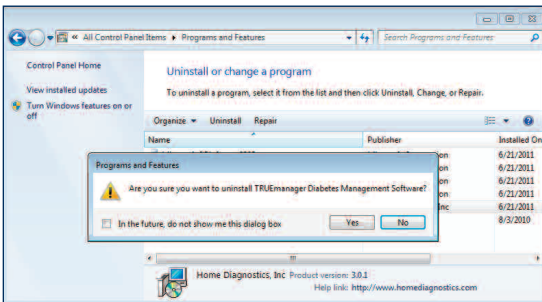 « All Control Panel Items ▸ Programs and Features
Search Programs and Features
Control Panel Home
View installed updates
Turn Windows features on or
off
Uninstall or change a program
To uninstall a program, select it from the list and then click Uninstall, Change, or Repair.
Organize Uninstall Repair
Name Publisher Installed On
on 6/21/2011
on 6/21/2011
on 6/21/2011
on 6/21/2011
Inc 6/21/2011
8/3/2010
Programs and Features
Are you sure you want to uninstall TRUEmanager Diabetes Management Software?
In the future, do not show me this dialog box
Yes No
Home Diagnostics, Inc Product version: 3.0.1
Help link: http://www.homediagnostics.com